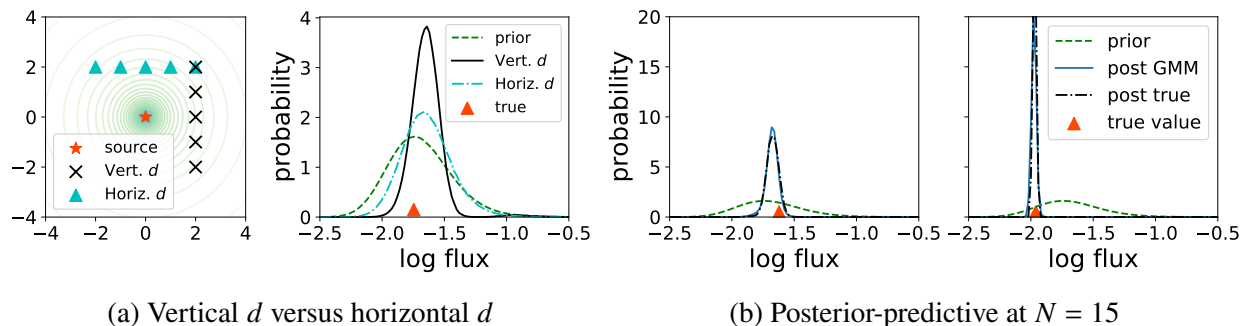 4
2
0
−2
−4
−4
−2
0
2
4
source
Vert. d
Horiz. d
probability
4
3
2
1
0
−2.5
−2.0
−1.5
−1.0
−0.5
log flux
prior
Vert. d
Horiz. d
true
probability
20
15
10
5
0
−2.5
−2.0
−1.5
−1.0
−0.5
log flux
−2.5
−2.0
−1.5
−1.0
−0.5
log flux
prior
post GMM
post true
true value
(a) Vertical d versus horizontal d
(b) Posterior-predictive at N = 15